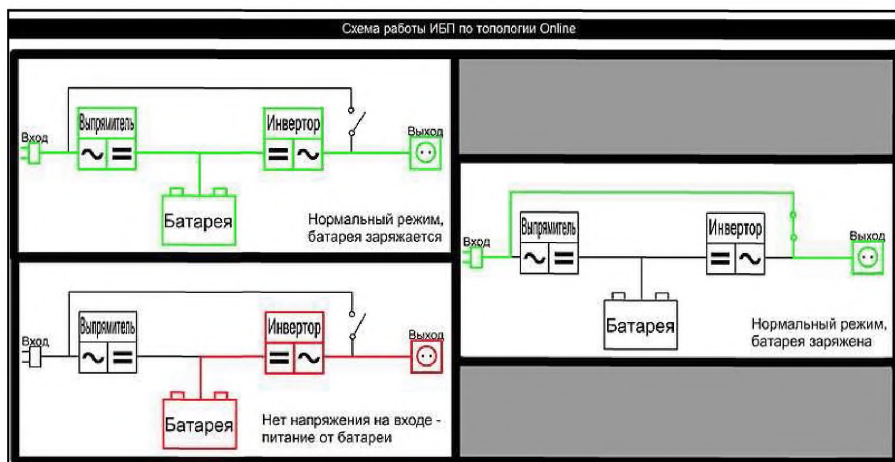 Схема работы ИБП по топологии Online
Вход
Выпрямитель
Инвертор
Выход
Батарея
Нормальный режим,
батарея заряжается
Вход
Выпрямитель
Инвертор
Выход
Батарея
Нет напряжения на входе -
питание от батареи
Вход
Выпрямитель
Инвертор
Выход
Батарея
Нормальный режим,
батарея заряжена